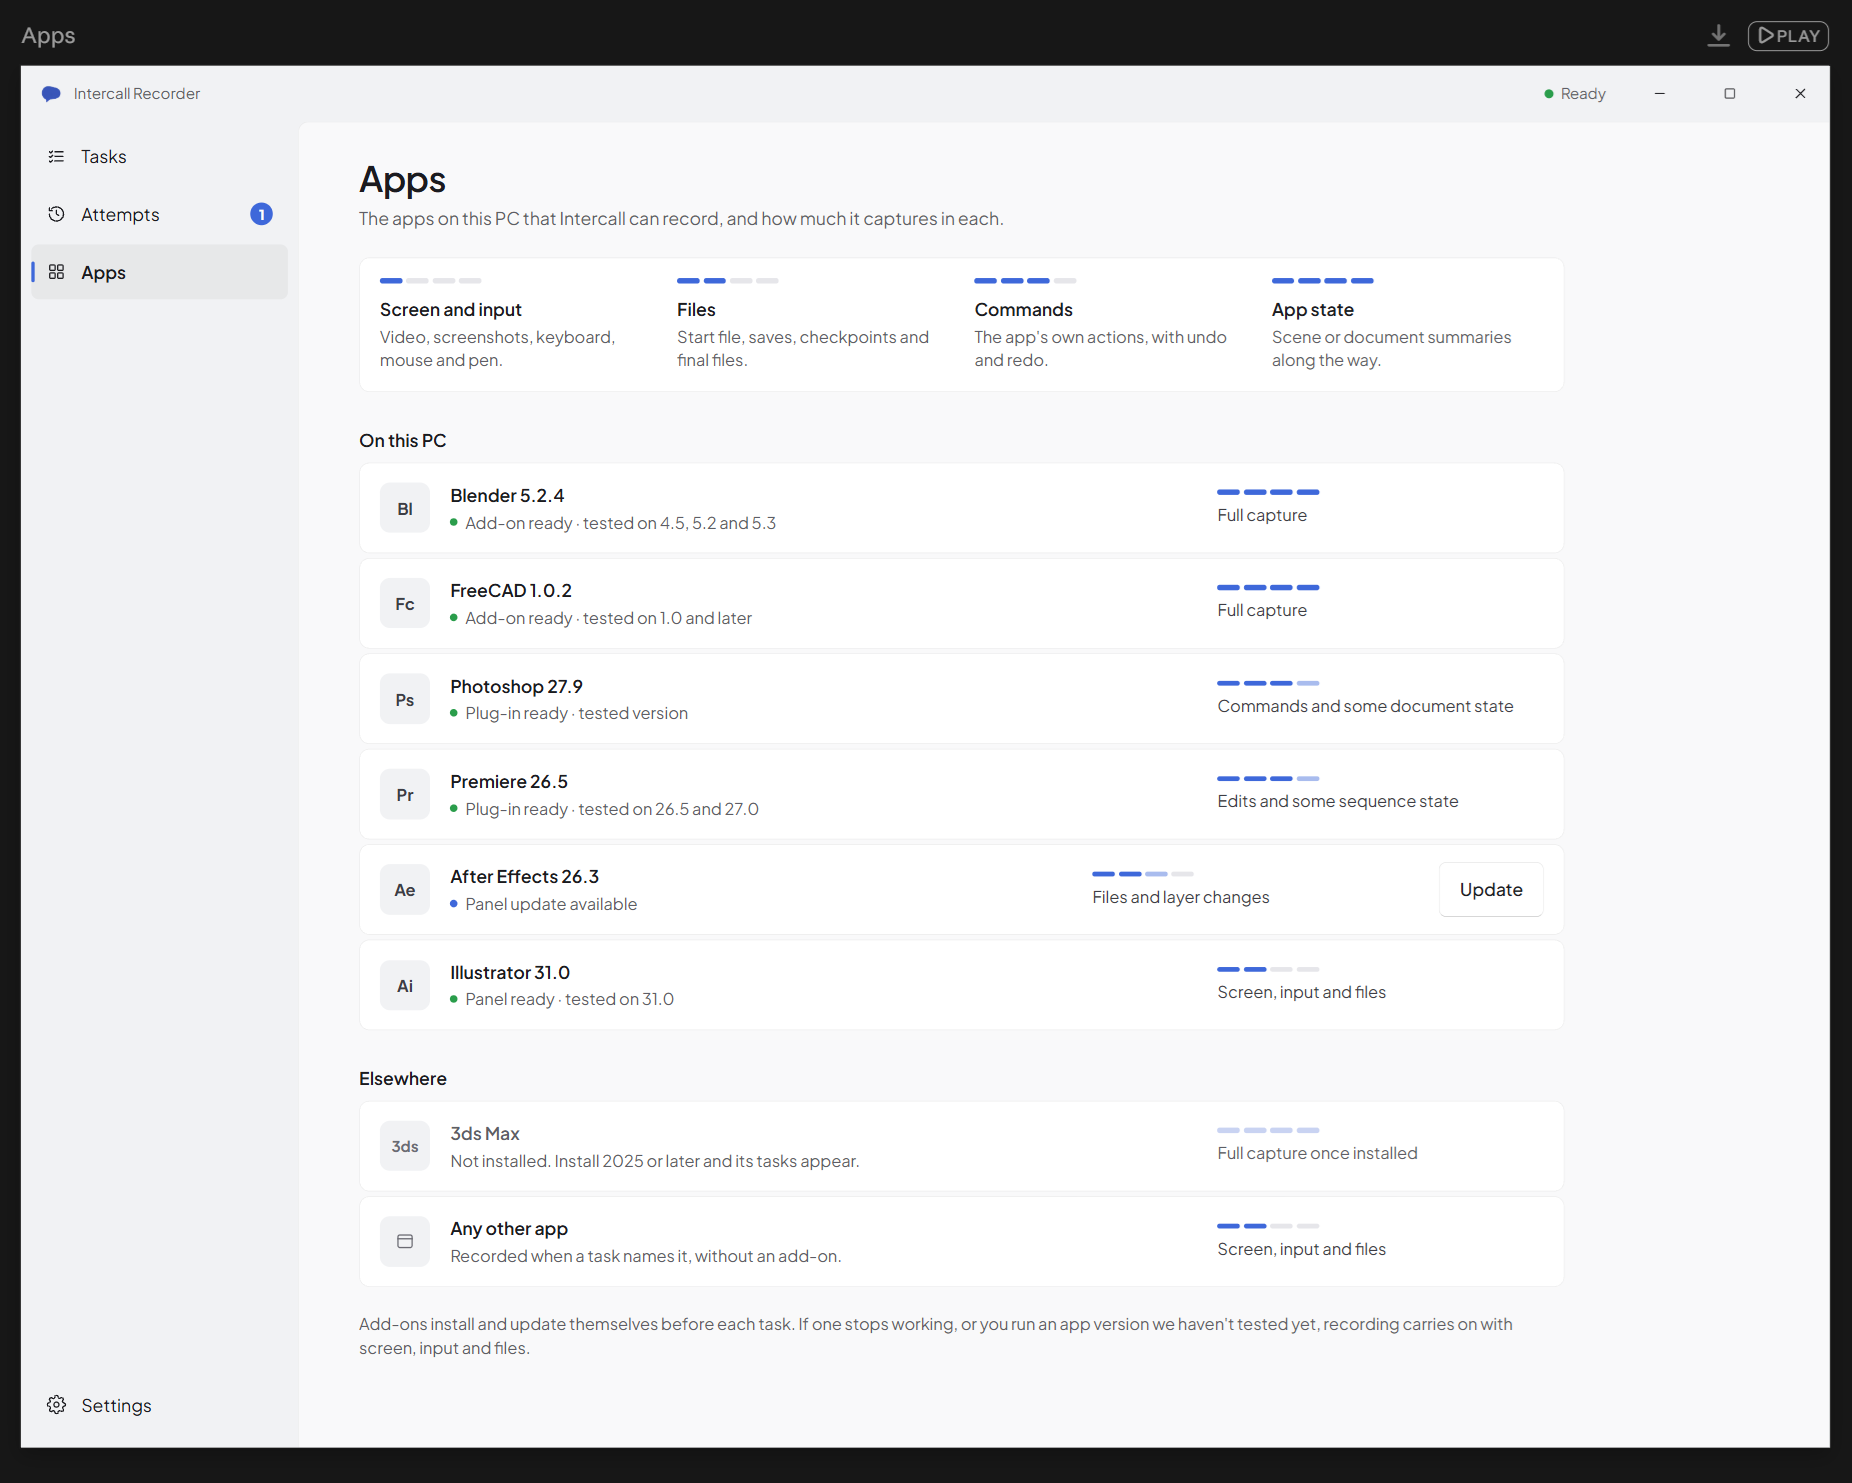 Apps
PLAY
Intercall Recorder
Ready
Tasks
Attempts
1
Apps
Settings
Apps
The apps on this PC that Intercall can record, and how much it captures in each.
Screen and input
Video, screenshots, keyboard,
mouse and pen.
Files
Start file, saves, checkpoints and
final files.
Commands
The app's own actions, with undo
and redo.
App state
Scene or document summaries
along the way.
On this PC
Bl
Blender 5.2.4
Add-on ready · tested on 4.5, 5.2 and 5.3
Full capture
Fc
FreeCAD 1.0.2
Add-on ready · tested on 1.0 and later
Full capture
Ps
Photoshop 27.9
Plug-in ready · tested version
Commands and some document state
Pr
Premiere 26.5
Plug-in ready · tested on 26.5 and 27.0
Edits and some sequence state
Ae
After Effects 26.3
Panel update available
Files and layer changes
Update
Ai
Illustrator 31.0
Panel ready · tested on 31.0
Screen, input and files
Elsewhere
3ds
3ds Max
Not installed. Install 2025 or later and its tasks appear.
Full capture once installed
Any other app
Recorded when a task names it, without an add-on.
Screen, input and files
Add-ons install and update themselves before each task. If one stops working, or you run an app version we haven't tested yet, recording carries on with
screen, input and files.